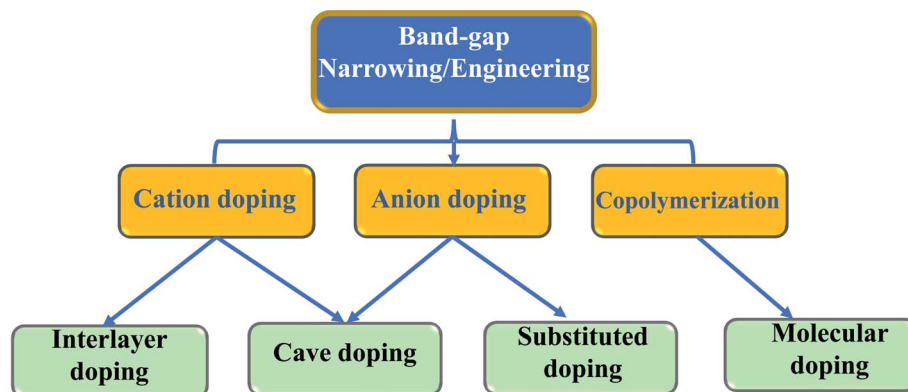 Band-gap
Narrowing/Engineering
Cation doping
Anion doping
Copolymerization
Interlayer
doping
Cave doping
Substituted
doping
Molecular
doping